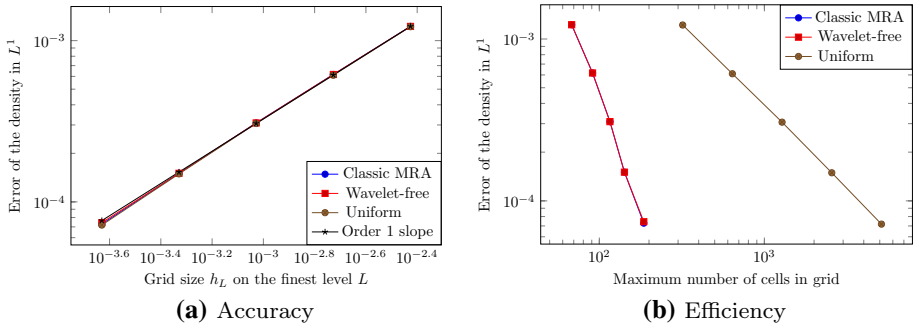 10^{-3}
10^{-4}
Error of the density in L^1
Classic MRA
Wavelet-free
Uniform
Order 1 slope
10^{-3.6} 10^{-3.4} 10^{-3.2} 10^{-3} 10^{-2.8} 10^{-2.6} 10^{-2.4}
Grid size h_L on the finest level L
(a) Accuracy
10^{-3}
10^{-4}
Error of the density in L^1
Classic MRA
Wavelet-free
Uniform
10^2 10^3
Maximum number of cells in grid
(b) Efficiency